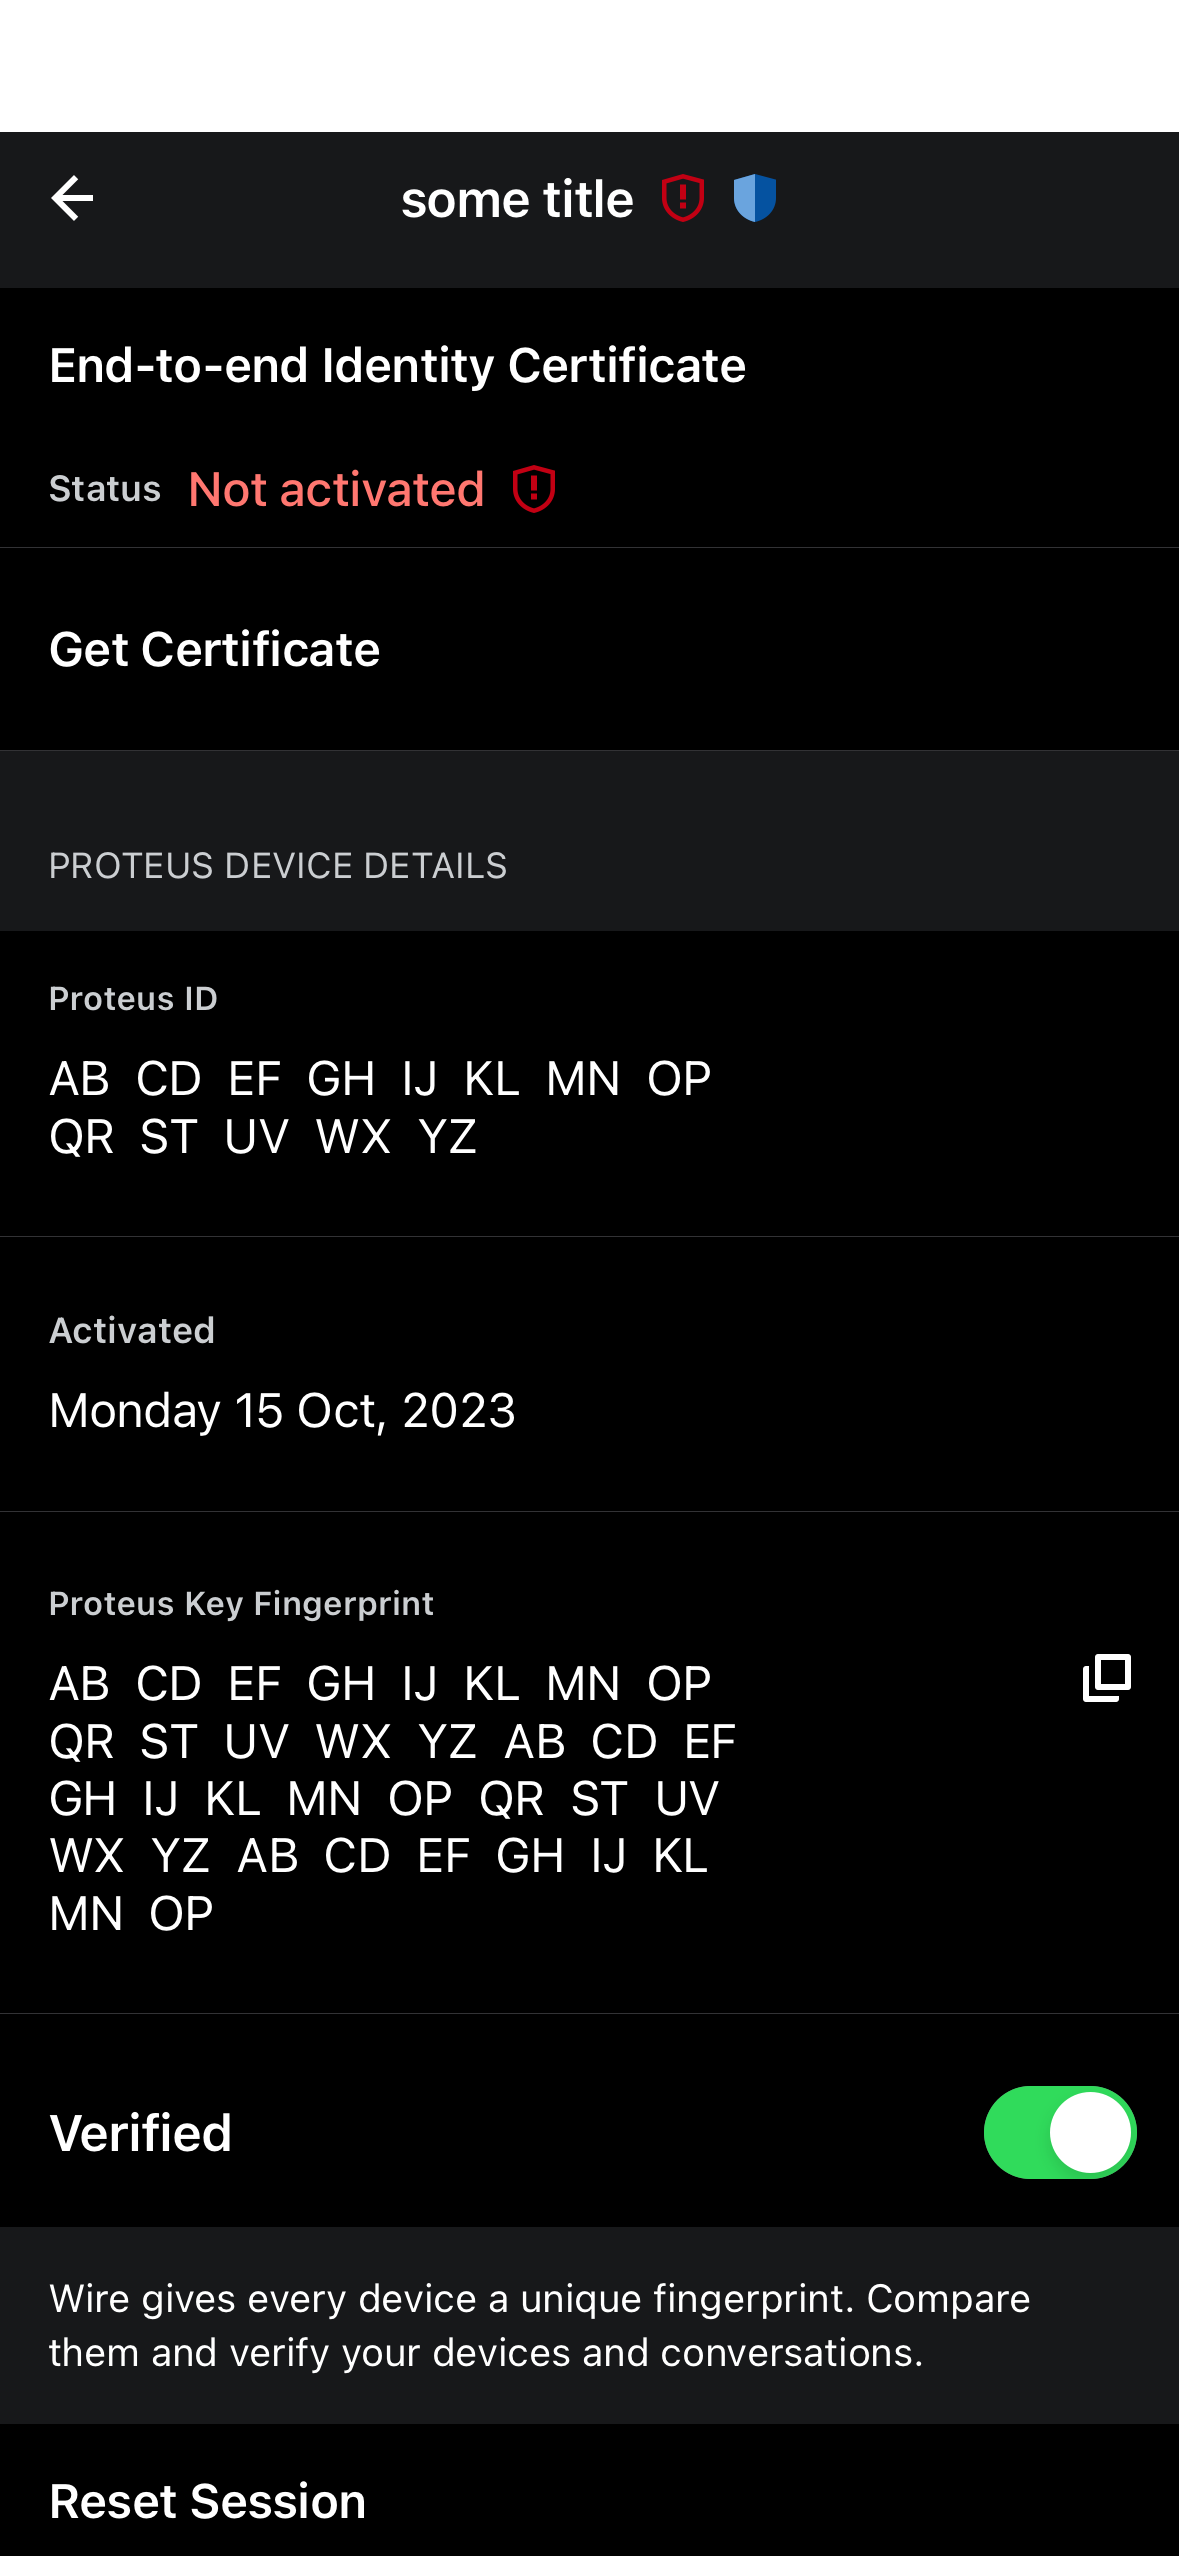 some title
End-to-end Identity Certificate
Status Not activated
Get Certificate
PROTEUS DEVICE DETAILS
Proteus ID
AB CD EF GH IJ KL MN OP
QR ST UV WX YZ
Activated
Monday 15 Oct, 2023
Proteus Key Fingerprint
AB CD EF GH IJ KL MN OP
QR ST UV WX YZ AB CD EF
GH IJ KL MN OP QR ST UV
WX YZ AB CD EF GH IJ KL
MN OP
Verified
Wire gives every device a unique fingerprint. Compare
them and verify your devices and conversations.
Reset Session